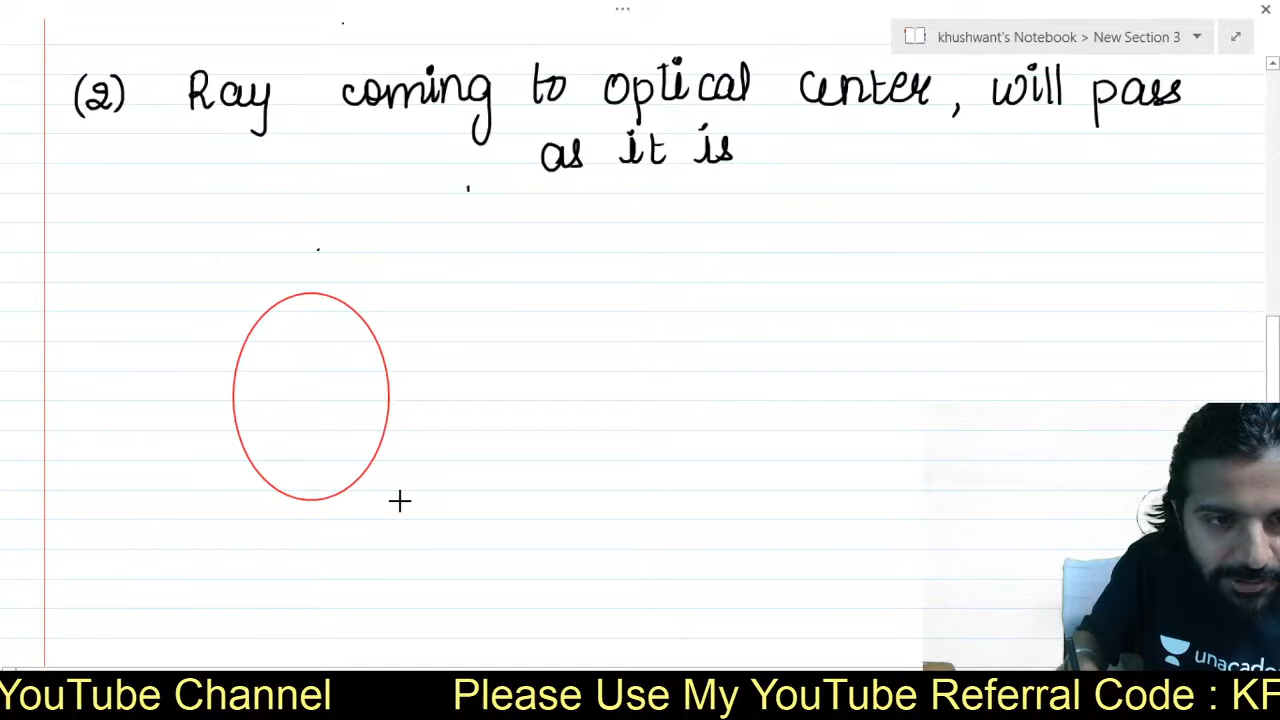 khushwant's Notebook > New Section 3
(2) Ray coming to optical center, will pass
as it is
unacade
YouTube Channel Please Use My YouTube Referral Code : KF